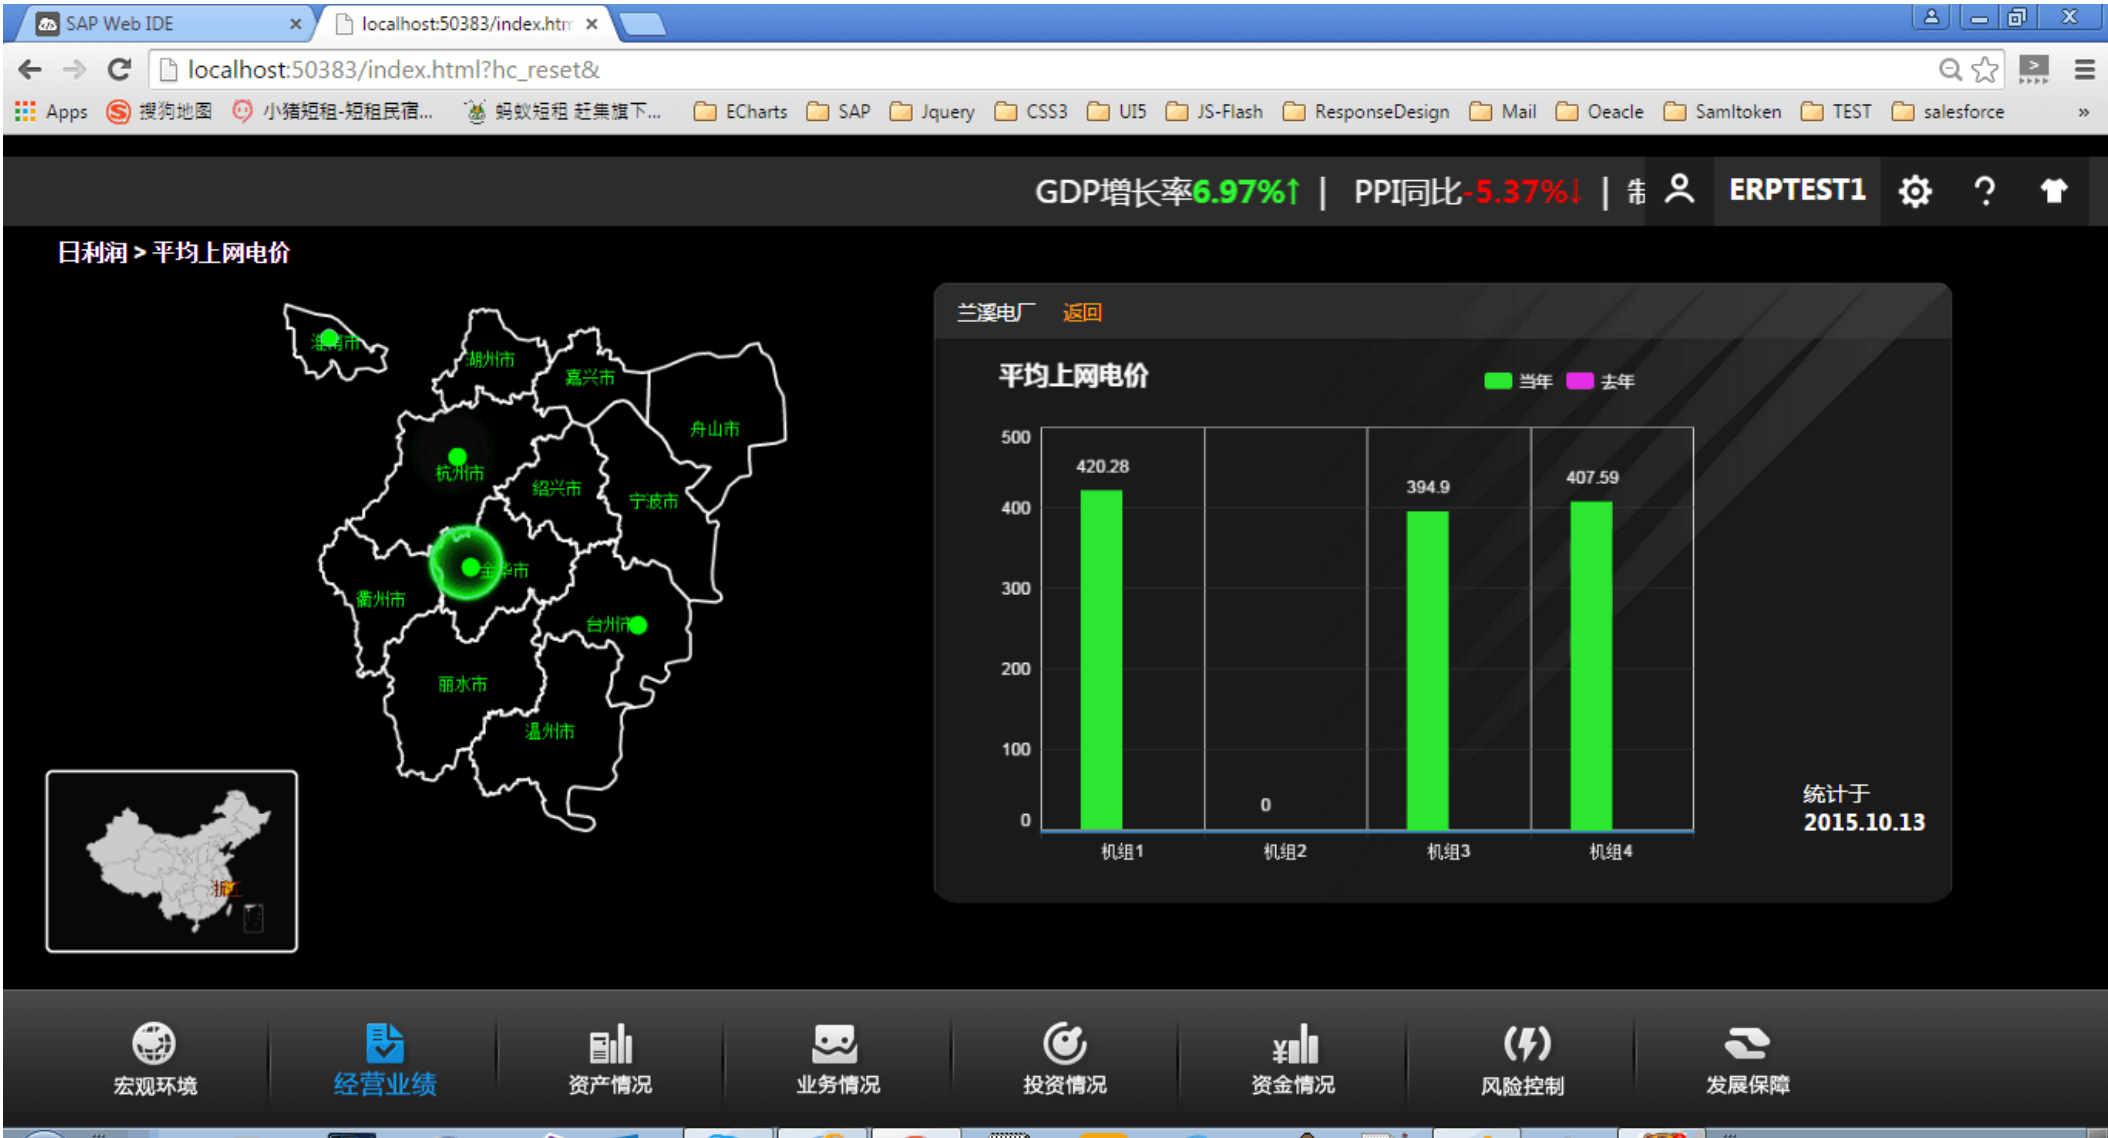 SAP Web IDE
localhost:50383/index.htm
localhost:50383/index.html?hc_reset&
Apps 搜狗地图 小猪短租-短租民宿... 蚂蚁短租 赶集旗下... ECharts SAP Jquery CSS3 UI5 JS-Flash ResponseDesign Mail Oeacle Samltoken TEST salesforce »
GDP增长率6.97%↑ | PPI同比-5.37%↓ | ERPTEST1
日利润 > 平均上网电价
淮南市
湖州市
嘉兴市
舟山市
杭州市
绍兴市
宁波市
金华市
衢州市
台州市
丽水市
温州市
兰溪电厂 返回
平均上网电价
当年 去年
500
400
300
200
100
0
420.28
0
394.9
407.59
机组1 机组2 机组3 机组4
统计于
2015.10.13
宏观环境 经营业绩 资产情况 业务情况 投资情况 资金情况 风险控制 发展保障